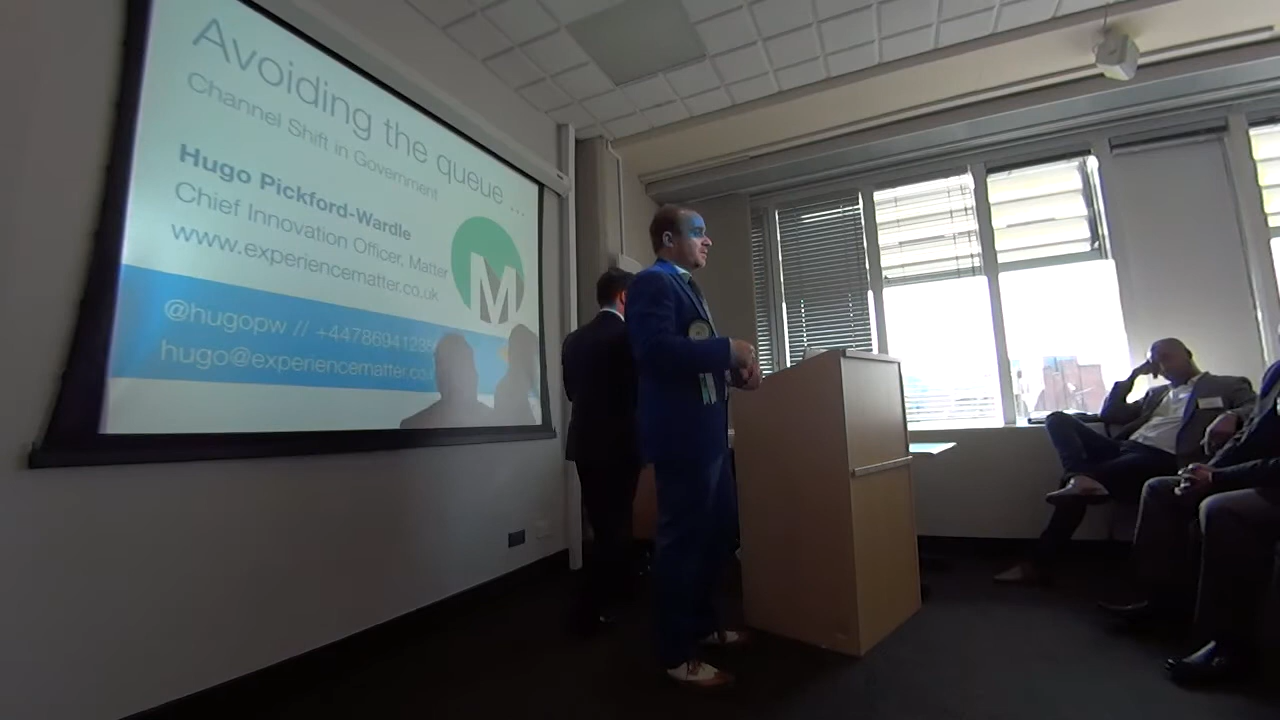 Avoiding the queue ...
Channel Shift in Government
Hugo Pickford-Wardle
Chief Innovation Officer, Matter
www.experiencematter.co.uk
M
@hugopw // +44786941238
hugo@experiencematter.co.